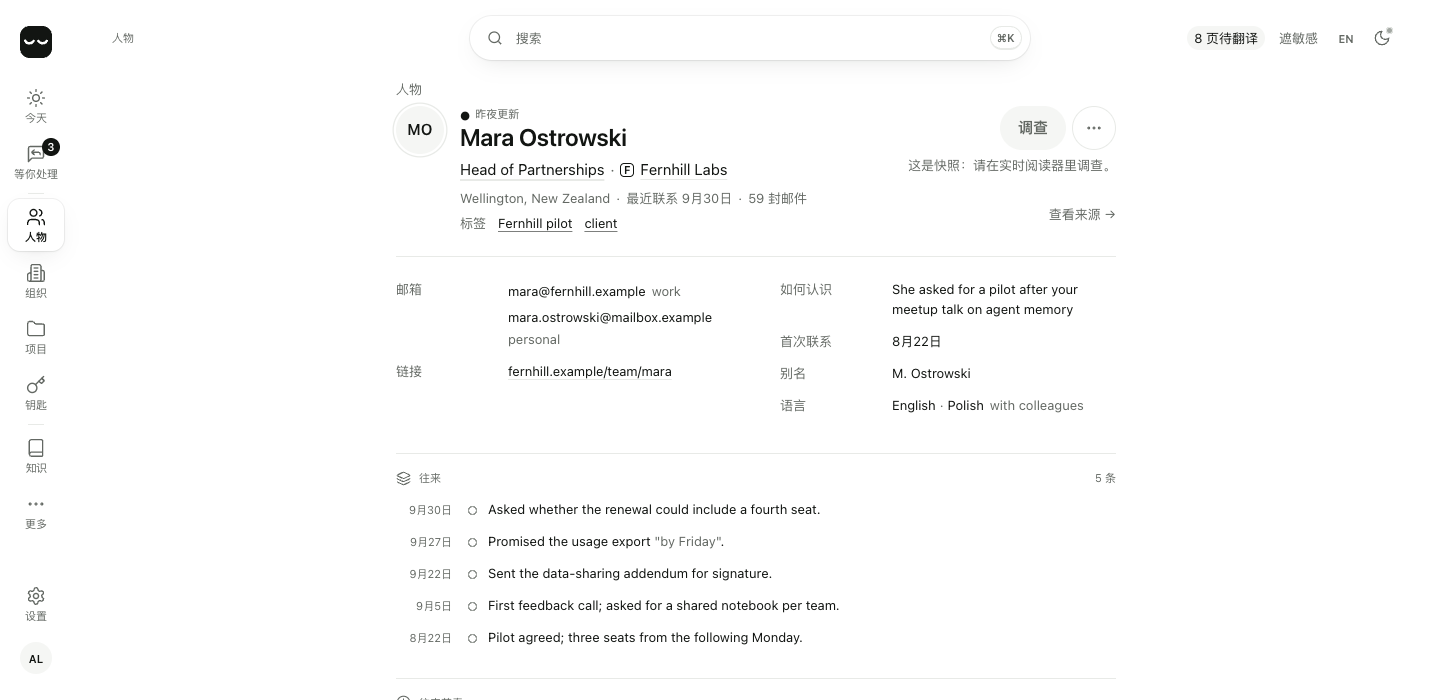 人物
搜索
⌘K
8 页待翻译
遮敏感
EN
今天
3
等你处理
人物
组织
项目
钥匙
知识
更多
设置
AL
人物
MO
昨夜更新
Mara Ostrowski
Head of Partnerships · F Fernhill Labs
Wellington, New Zealand · 最近联系 9月30日 · 59 封邮件
标签 Fernhill pilot client
调查
这是快照：请在实时阅读器里调查。
查看来源 →
邮箱
mara@fernhill.example work
mara.ostrowski@mailbox.example
personal
链接
fernhill.example/team/mara
如何认识
She asked for a pilot after your
meetup talk on agent memory
首次联系
8月22日
别名
M. Ostrowski
语言
English · Polish with colleagues
往来
5 条
9月30日 Asked whether the renewal could include a fourth seat.
9月27日 Promised the usage export "by Friday".
9月22日 Sent the data-sharing addendum for signature.
9月5日 First feedback call; asked for a shared notebook per team.
8月22日 Pilot agreed; three seats from the following Monday.